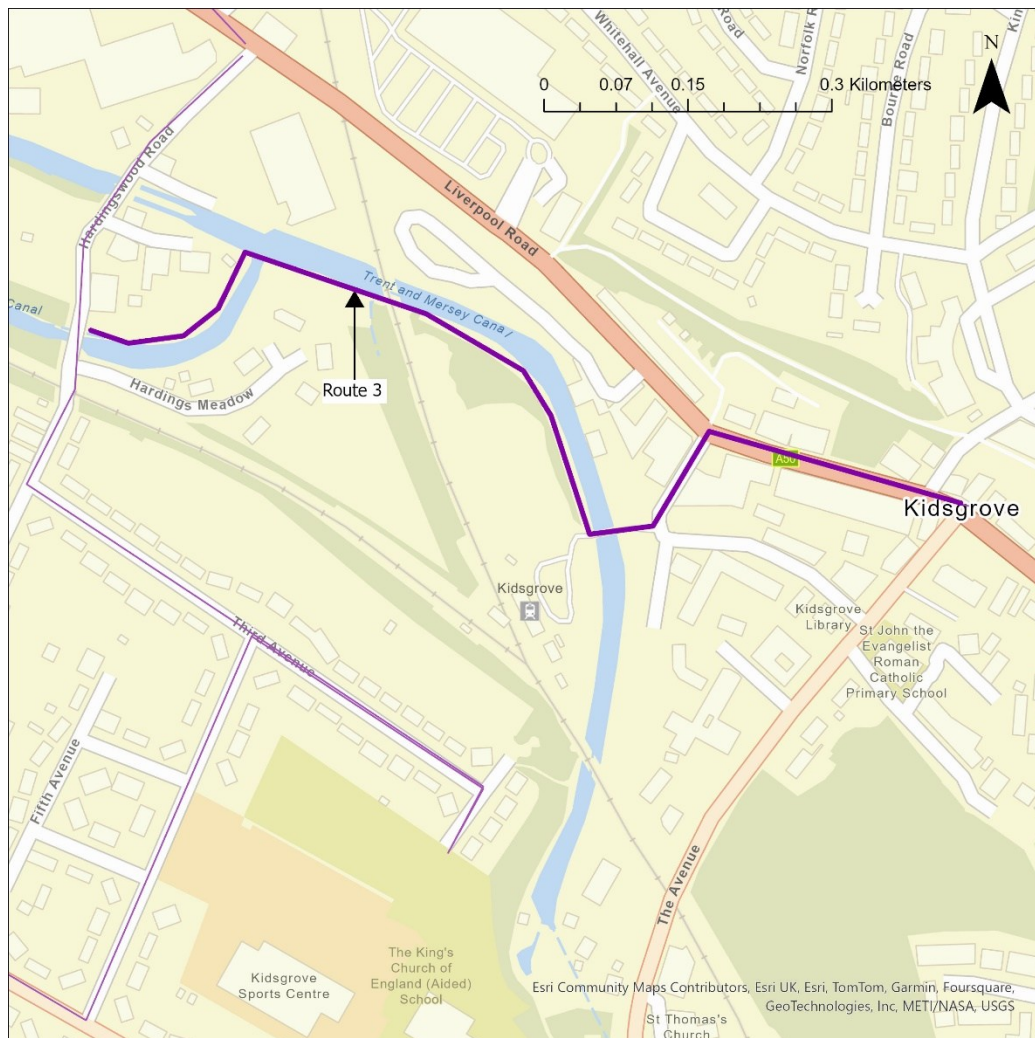 Whitehall Avenue
Road
Norfolk R
Bourne Road
Kin
N
0 0.07 0.15 0.3 Kilometers
Hardingswood Road
Liverpool Road
Trent and Mersey Canal
Canal
Route 3
Hardings Meadow
A50
Kidsgrove
Kidsgrove
Kidsgrove
Library
St John the
Evangelist
Roman
Catholic
Primary School
Third Avenue
Fifth Avenue
The Avenue
The King's
Church of
England (Aided)
School
Kidsgrove
Sports Centre
Esri Community Maps Contributors, Esri UK, Esri, TomTom, Garmin, Foursquare,
GeoTechnologies, Inc, METI/NASA, USGS
St Thomas's
Church